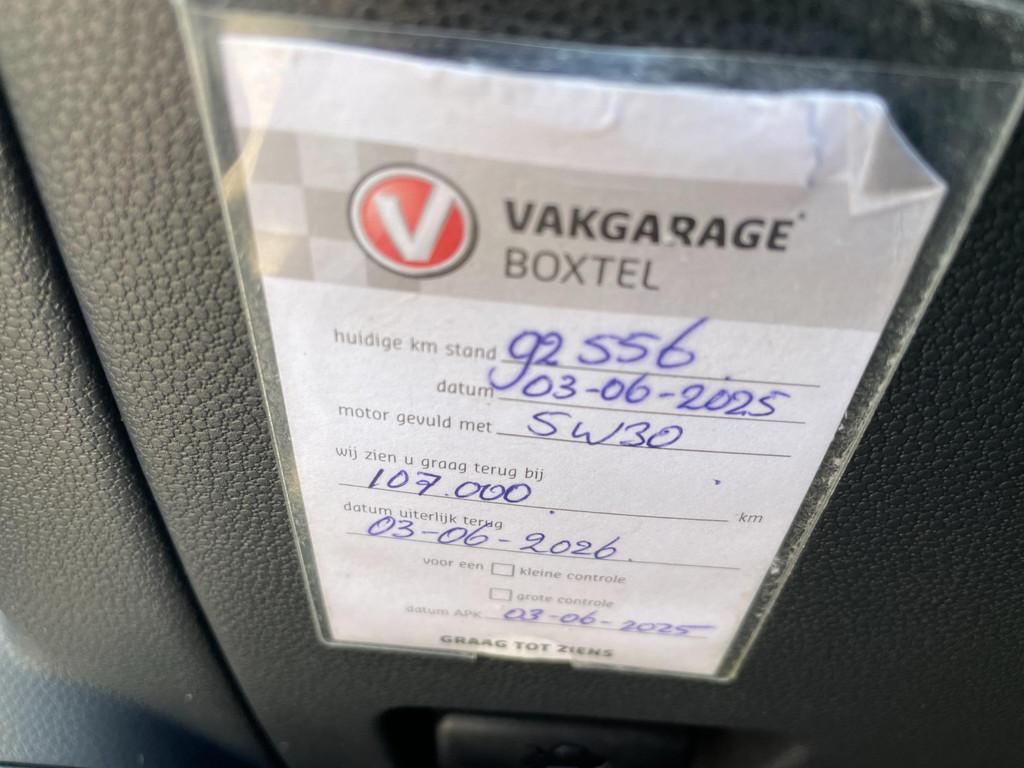 V
VAKGARAGE
BOXTEL
huidige km stand 92 556
datum 03-06-2025
motor gevuld met 5W30
wij zien u graag terug bij
107.000 km
datum uiterlijk terug
03-06-2026.
voor een ☐ kleine controle
☐ grote controle
datum APK 03-06-2025
GRAAG TOT ZIENS